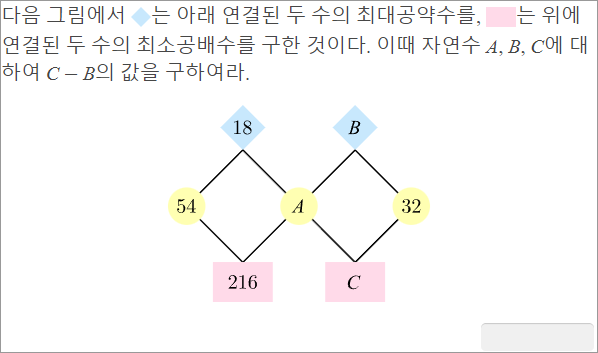 다음 그림에서 는 아래 연결된 두 수의 최대공약수를, 는 위에
연결된 두 수의 최소공배수를 구한 것이다. 이때 자연수 A, B, C에 대
하여 C − B의 값을 구하여라.
18 B
54 A 32
216 C